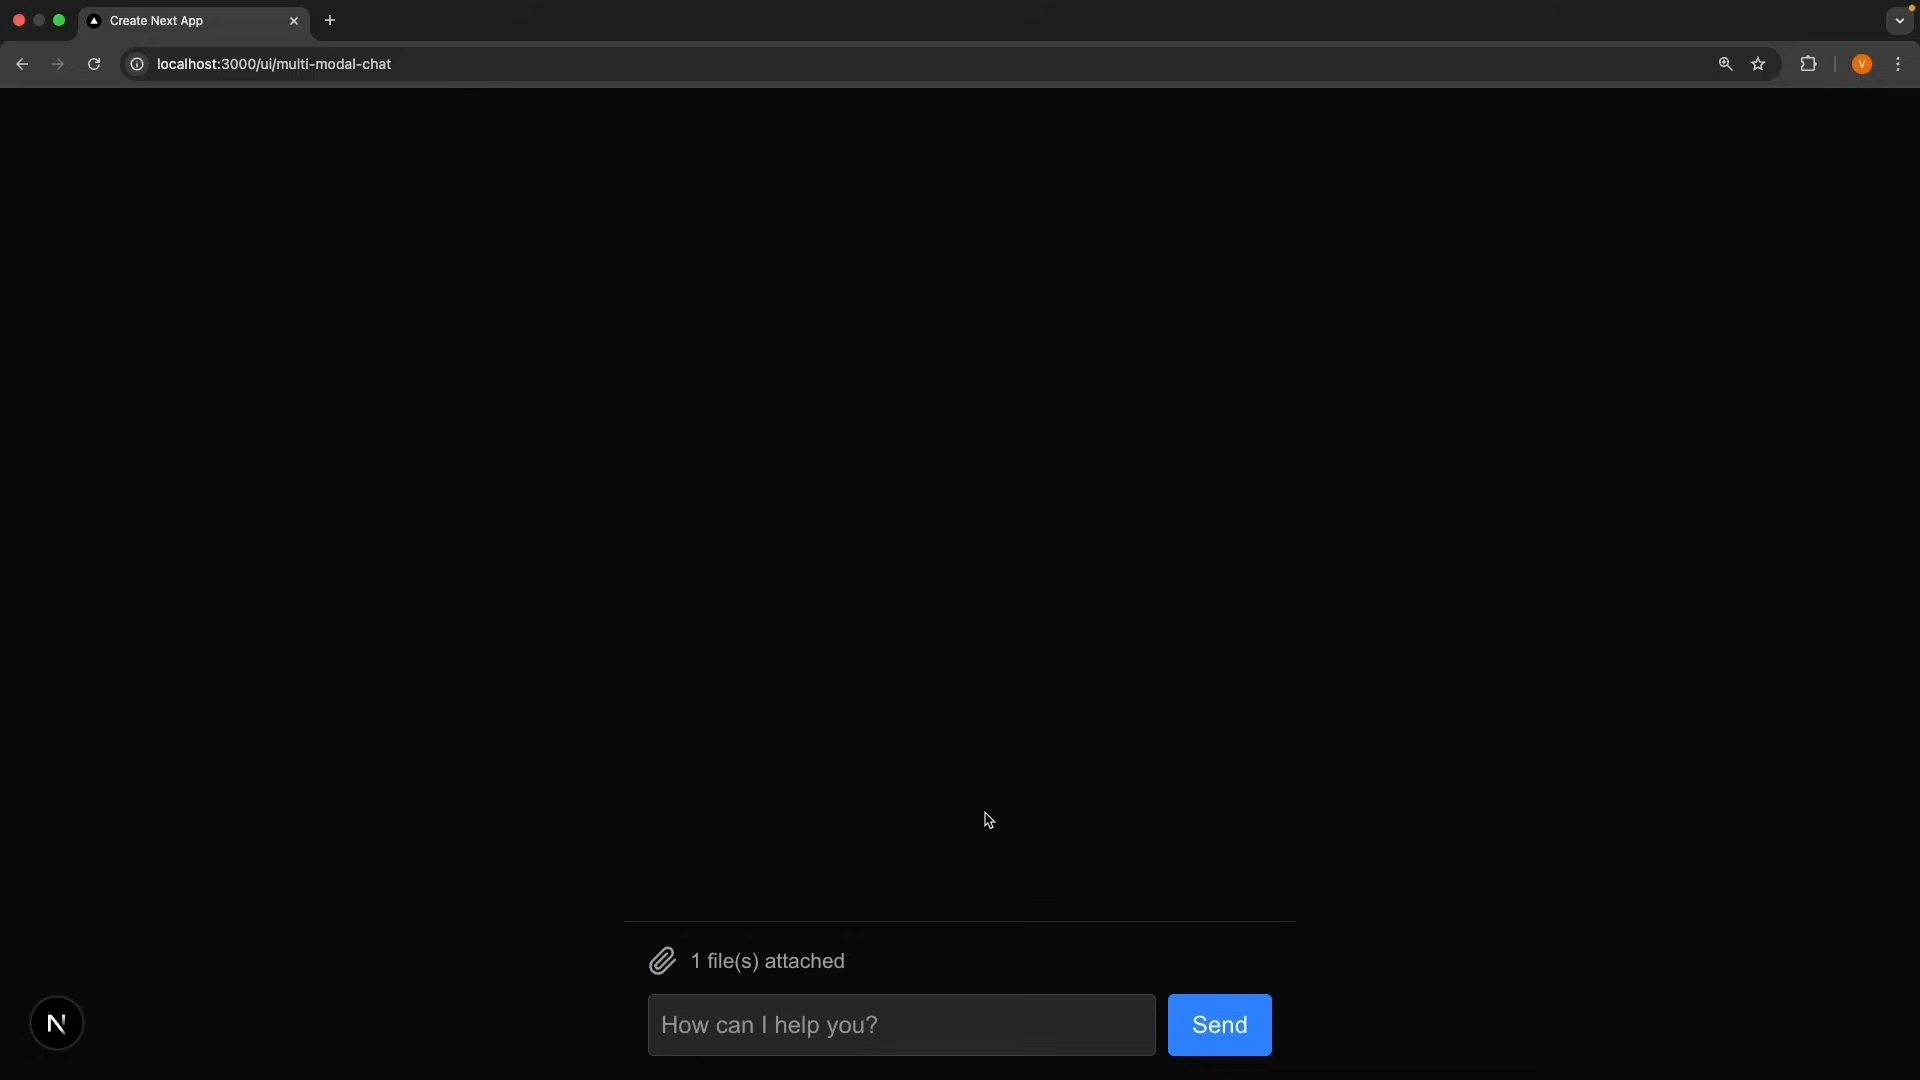 Create Next App
localhost:3000/ui/multi-modal-chat
V
1 file(s) attached
How can I help you?
Send
N